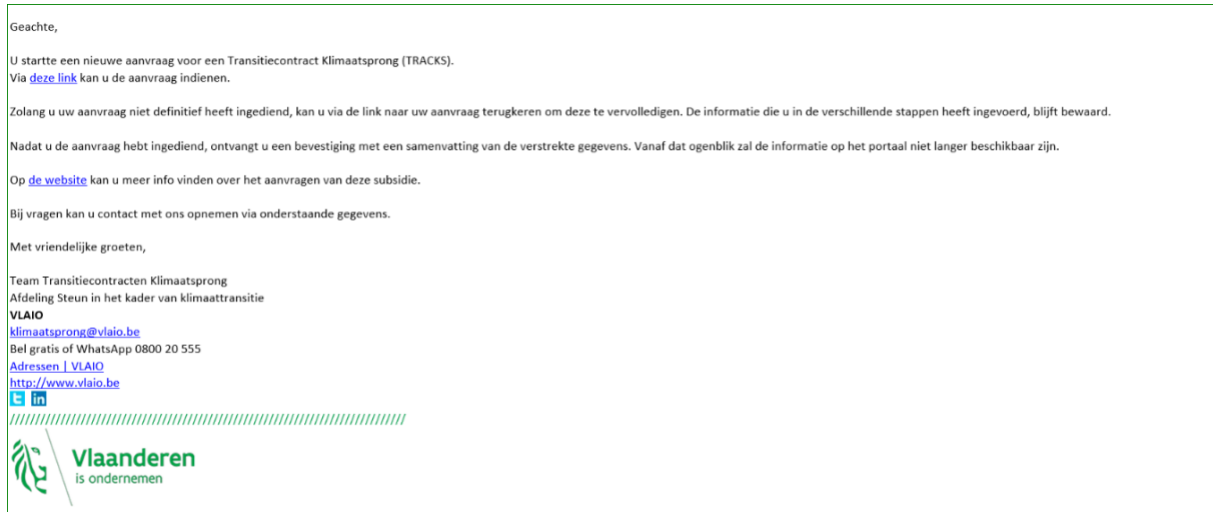 Geachte,
U startte een nieuwe aanvraag voor een Transitiecontract Klimaatsprong (TRACKS).
Via deze link kan u de aanvraag indienen.
Zolang u uw aanvraag niet definitief heeft ingediend, kan u via de link naar uw aanvraag terugkeren om deze te vervolledigen. De informatie die u in de verschillende stappen heeft ingevoerd, blijft bewaard.
Nadat u de aanvraag hebt ingediend, ontvangt u een bevestiging met een samenvatting van de verstrekte gegevens. Vanaf dat ogenblik zal de informatie op het portaal niet langer beschikbaar zijn.
Op de website kan u meer info vinden over het aanvragen van deze subsidie.
Bij vragen kan u contact met ons opnemen via onderstaande gegevens.
Met vriendelijke groeten,
Team Transitiecontracten Klimaatsprong
Afdeling Steun in het kader van klimaattransitie
VLAIO
klimaatsprong@vlaio.be
Bel gratis of WhatsApp 0800 20 555
Adressen | VLAIO
http://www.vlaio.be
//////////////////////////////////////////////////////////////////////////////
Vlaanderen
is ondernemen